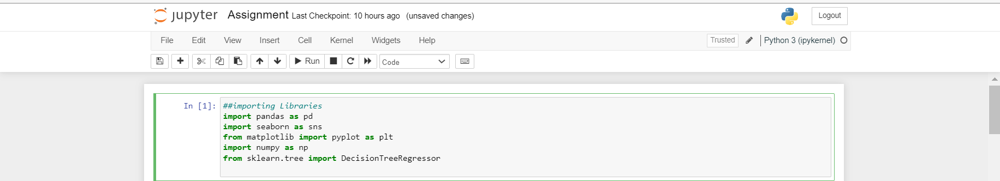 jupyter Assignment Last Checkpoint: 10 hours ago (unsaved changes) Logout
File Edit View Insert Cell Kernel Widgets Help Trusted Python 3 (ipykernel)
Run Code
In [1]: ##importing Libraries
import pandas as pd
import seaborn as sns
from matplotlib import pyplot as plt
import numpy as np
from sklearn.tree import DecisionTreeRegressor